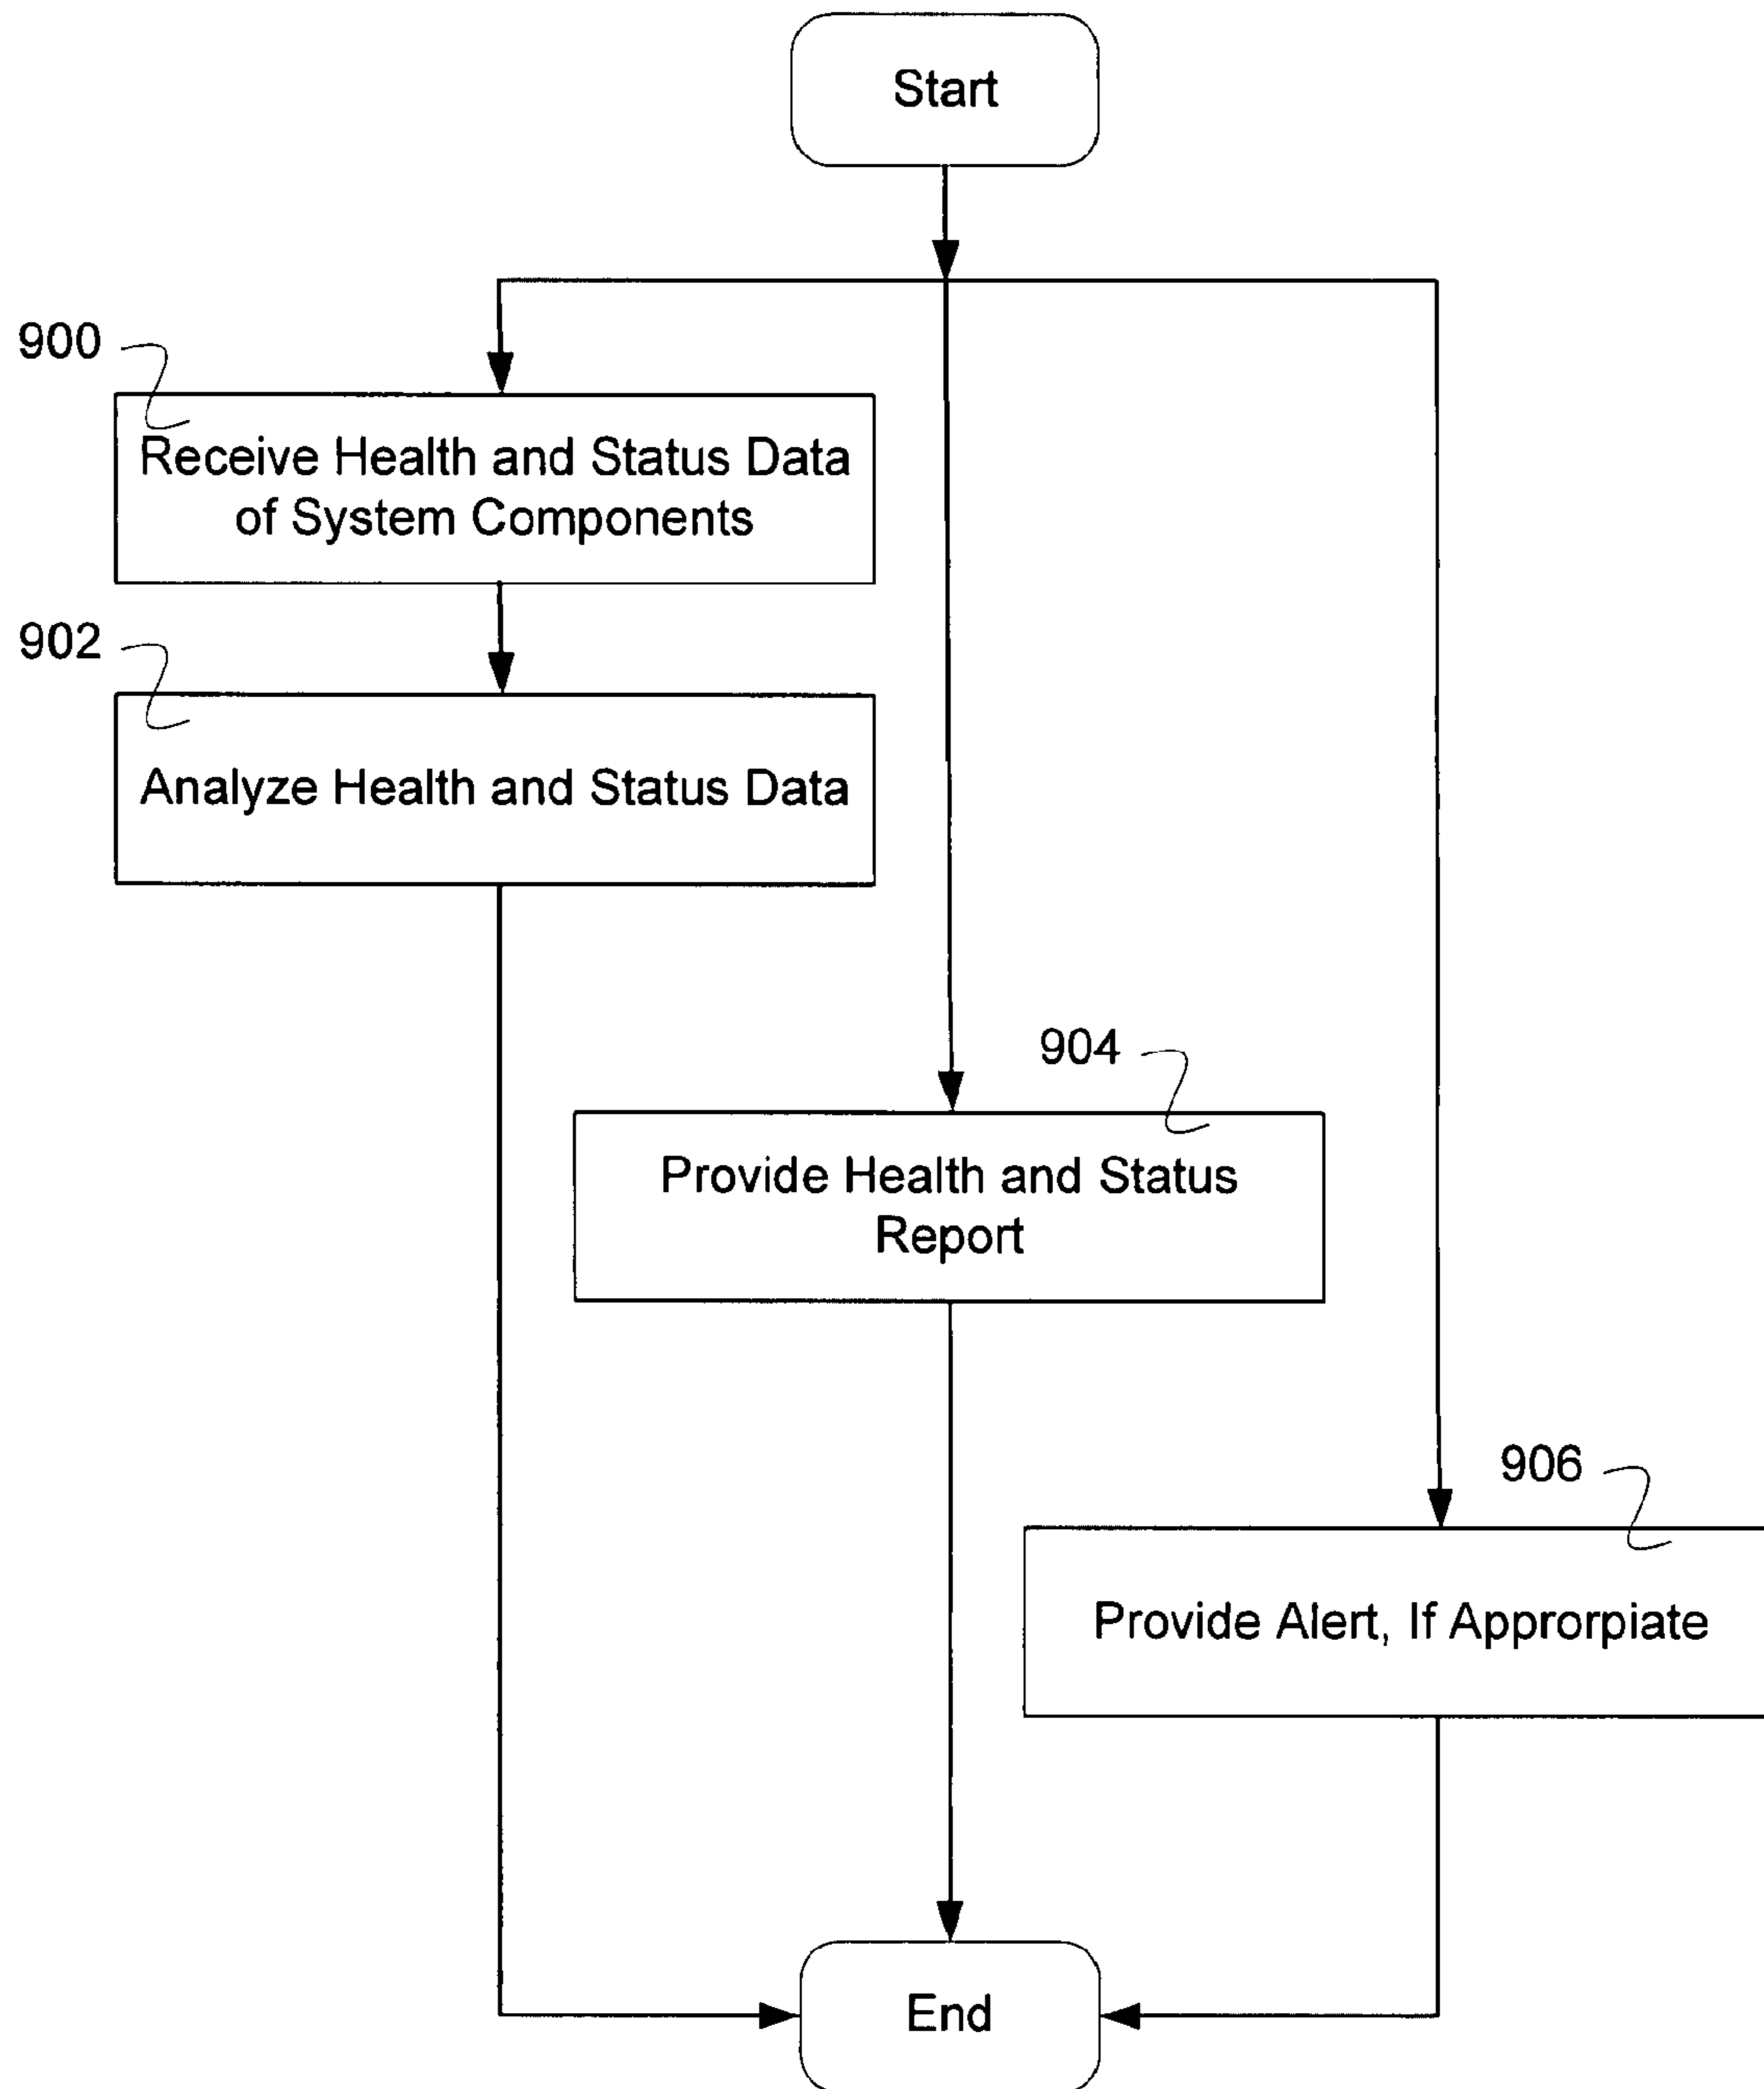 Start
900
Receive Health and Status Data
of System Components
902
Analyze Health and Status Data
904
Provide Health and Status
Report
906
Provide Alert, If Approrpiate
End